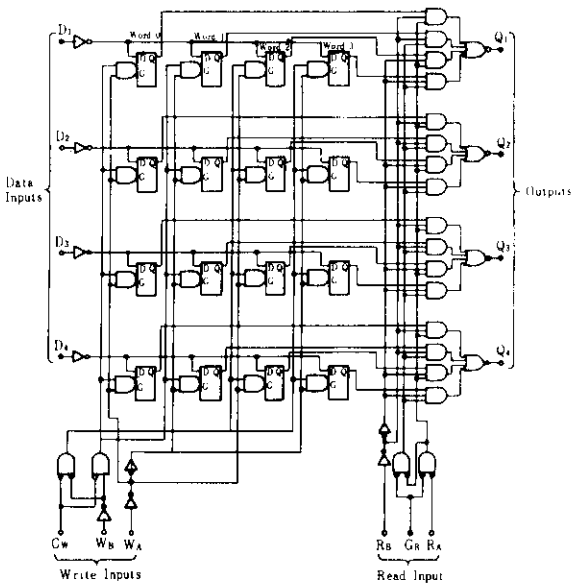 D1 Word 0 Word 1 Word 2 Word 3 Q1
D Q D Q D Q D Q
G G G G
D2 Q2
D Q D Q D Q D Q
G G G G
Data Inputs
Outputs
D3 Q3
D Q D Q D Q D Q
G G G G
D4 Q4
D Q D Q D Q D Q
G G G G
GW WB WA RB GR RA
Write Inputs Read Input